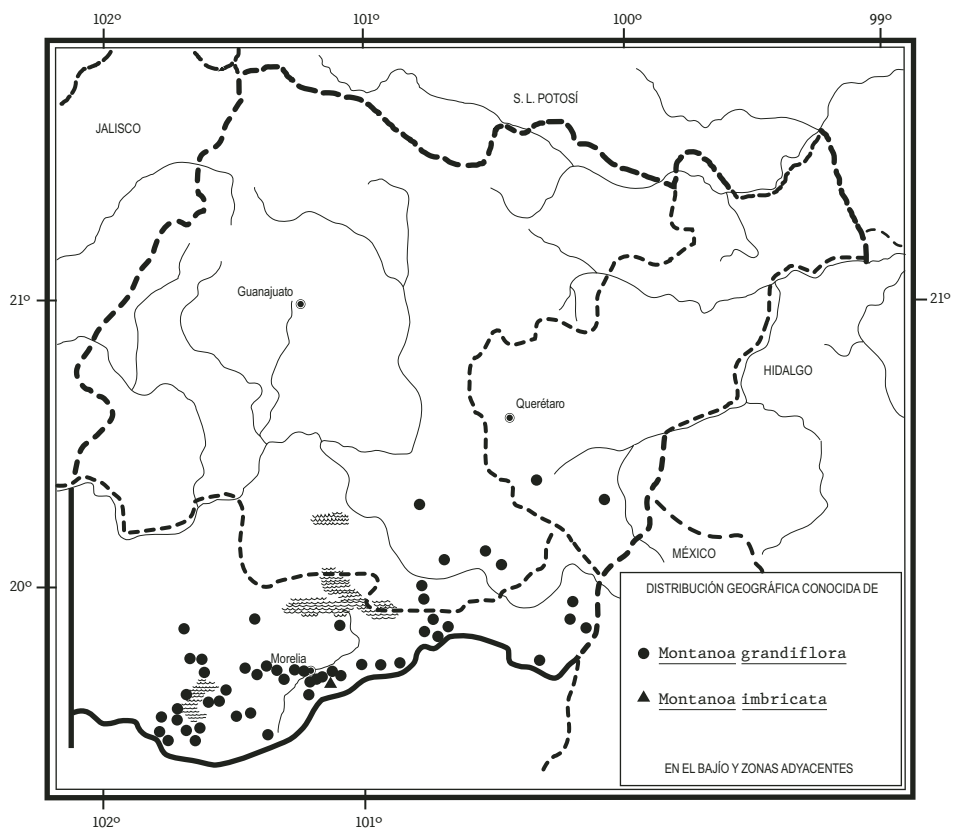 102º 101º 100º 99º
S. L. POTOSÍ
JALISCO
Guanajuato
21º 21º
HIDALGO
Querétaro
MÉXICO
20º
DISTRIBUCIÓN GEOGRÁFICA CONOCIDA DE
Montanoa grandiflora
Morelia
Montanoa imbricata
EN EL BAJÍO Y ZONAS ADYACENTES
102º 101º